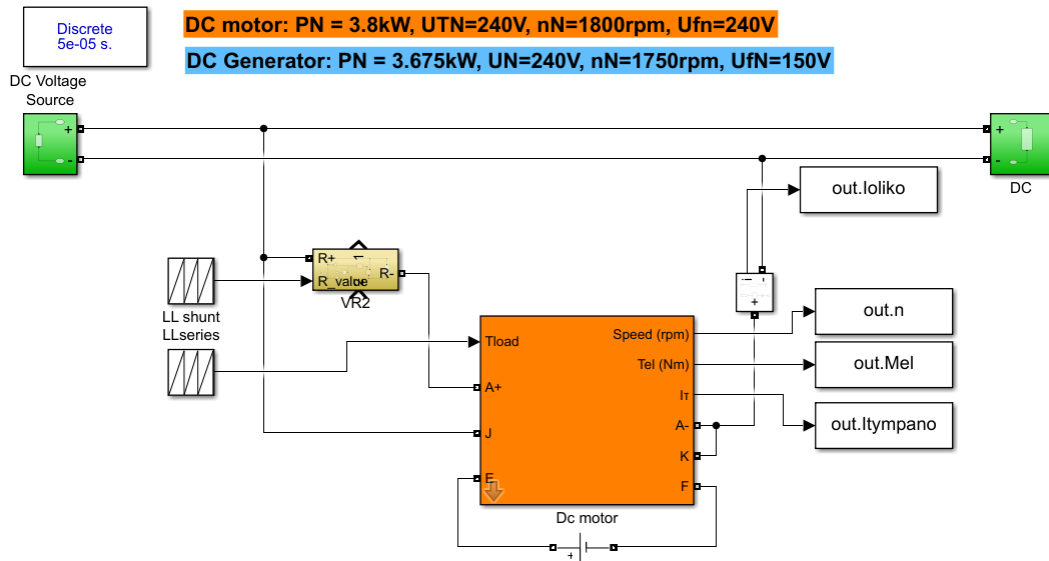 Discrete
5e-05 s.
DC motor: PN = 3.8kW, UTN=240V, nN=1800rpm, Ufn=240V
DC Generator: PN = 3.675kW, UN=240V, nN=1750rpm, UfN=150V
DC Voltage
Source
+
-
+
-
DC
out.Ioliko
R+
R_value
R-
VR2
LL shunt
LLseries
+
Tload
A+
J
E
Speed (rpm)
Tel (Nm)
Iτ
A-
K
F
out.n
out.Mel
out.Itympano
Dc motor
+